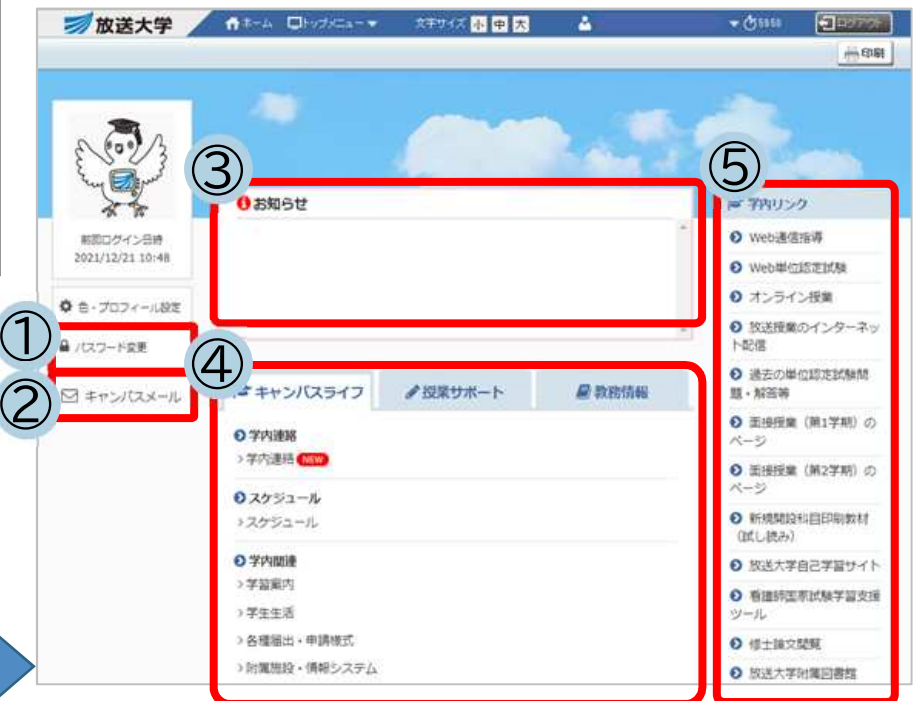 放送大学
ホーム トップメニュー 文字サイズ 小 中 大 5958 ログアウト
印刷
前回ログイン日時
2021/12/21 10:48
色・プロフィール設定
①
パスワード変更
②
キャンパスメール
③
お知らせ
④
キャンパスライフ 授業サポート 教務情報
学内連絡
学内連絡 NEW
スケジュール
スケジュール
学内関連
学習案内
学生生活
各種届出・申請様式
附属施設・情報システム
⑤
学内リンク
Web通信指導
Web単位認定試験
オンライン授業
放送授業のインターネッ
ト配信
過去の単位認定試験問
題・解答等
面接授業（第1学期）の
ページ
面接授業（第2学期）の
ページ
新規開設科目印刷教材
（試し読み）
放送大学自己学習サイト
看護師国家試験学習支援
ツール
修士論文閲覧
放送大学附属図書館